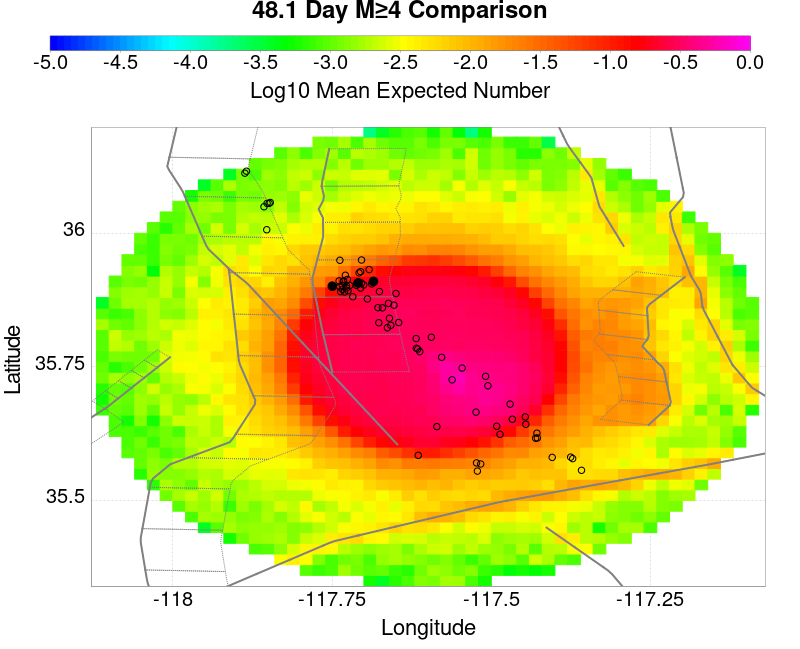 48.1 Day M≥4 Comparison
-5.0 -4.5 -4.0 -3.5 -3.0 -2.5 -2.0 -1.5 -1.0 -0.5 0.0
Log10 Mean Expected Number
36
35.75
35.5
Latitude
-118 -117.75 -117.5 -117.25
Longitude